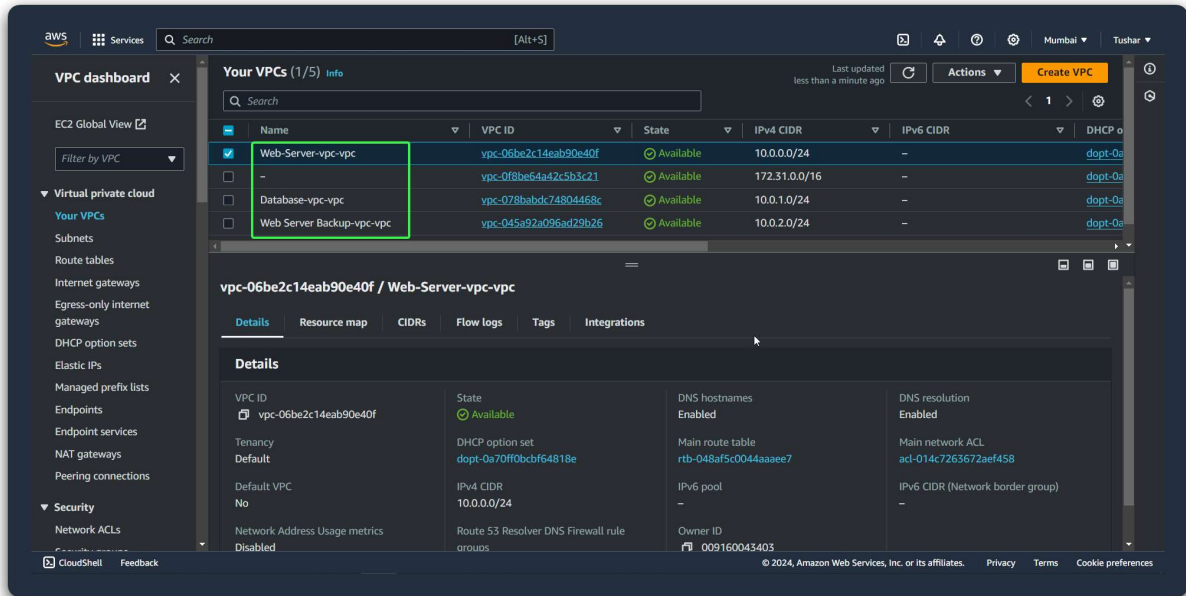 aws
Services
Search
[Alt+S]
Mumbai
Tushar
VPC dashboard
EC2 Global View
Filter by VPC
Virtual private cloud
Your VPCs
Subnets
Route tables
Internet gateways
Egress-only internet
gateways
DHCP option sets
Elastic IPs
Managed prefix lists
Endpoints
Endpoint services
NAT gateways
Peering connections
Security
Network ACLs
Your VPCs (1/5) Info
Last updated
less than a minute ago
Actions
Create VPC
Search
1
Name VPC ID State IPv4 CIDR IPv6 CIDR DHCP o
Web-Server-vpc-vpc vpc-06be2c14eab90e40f Available 10.0.0.0/24 – dopt-0a
– vpc-0f8be64a42c5b3c21 Available 172.31.0.0/16 – dopt-0a
Database-vpc-vpc vpc-078babdc74804468c Available 10.0.1.0/24 – dopt-0a
Web Server Backup-vpc-vpc vpc-045a92a096ad29b26 Available 10.0.2.0/24 – dopt-0a
vpc-06be2c14eab90e40f / Web-Server-vpc-vpc
Details Resource map CIDRs Flow logs Tags Integrations
Details
VPC ID State DNS hostnames DNS resolution
vpc-06be2c14eab90e40f Available Enabled Enabled
Tenancy DHCP option set Main route table Main network ACL
Default dopt-0a70ff0bcbf64818e rtb-048af5c0044aaaee7 acl-014c7263672aef458
Default VPC IPv4 CIDR IPv6 pool IPv6 CIDR (Network border group)
No 10.0.0.0/24 – –
Network Address Usage metrics Route 53 Resolver DNS Firewall rule Owner ID
Disabled groups 009160043403
CloudShell Feedback © 2024, Amazon Web Services, Inc. or its affiliates. Privacy Terms Cookie preferences